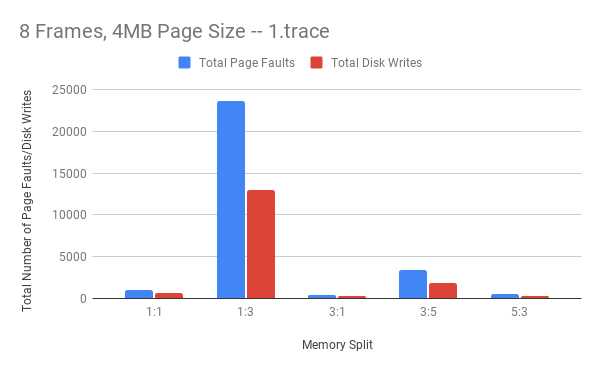 8 Frames, 4MB Page Size -- 1.trace
Total Page Faults
Total Disk Writes
Total Number of Page Faults/Disk Writes
25000
20000
15000
10000
5000
0
1:1
1:3
3:1
3:5
5:3
Memory Split